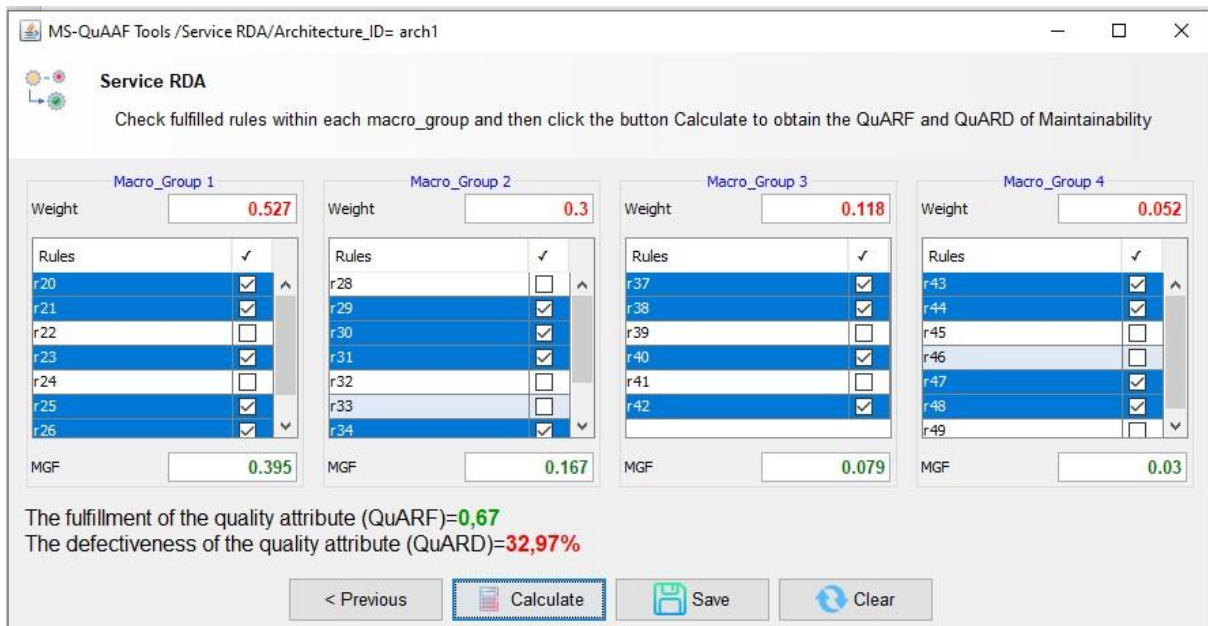 MS-QuAAF Tools /Service RDA/Architecture_ID= arch1
Service RDA
Check fulfilled rules within each macro_group and then click the button Calculate to obtain the QuARF and QuARD of Maintainability
Macro_Group 1
Weight 0.527
Rules ✓
r20
r21
r22
r23
r24
r25
r26
MGF 0.395
Macro_Group 2
Weight 0.3
Rules ✓
r28
r29
r30
r31
r32
r33
r34
MGF 0.167
Macro_Group 3
Weight 0.118
Rules ✓
r37
r38
r39
r40
r41
r42
MGF 0.079
Macro_Group 4
Weight 0.052
Rules ✓
r43
r44
r45
r46
r47
r48
r49
MGF 0.03
The fulfillment of the quality attribute (QuARF)=0,67
The defectiveness of the quality attribute (QuARD)=32,97%
< Previous
Calculate
Save
Clear